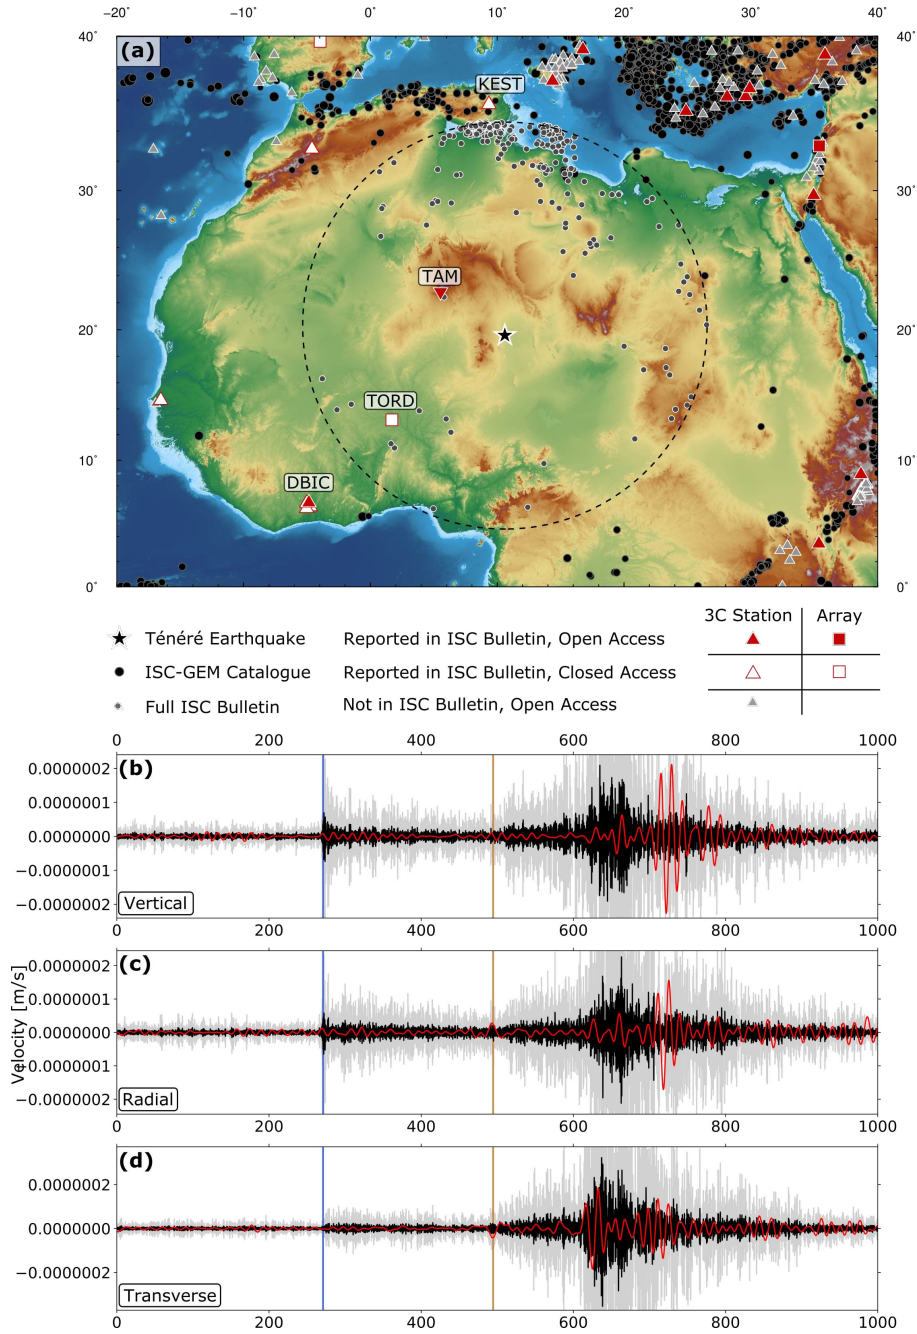 −20˚ −10˚ 0˚ 10˚ 20˚ 30˚ 40˚
40˚ (a) 40˚
KEST
30˚ 30˚
TAM
20˚ 20˚
TORD
10˚ 10˚
DBIC
0˚ 0˚
3C Station Array
Ténéré Earthquake Reported in ISC Bulletin, Open Access
ISC-GEM Catalogue Reported in ISC Bulletin, Closed Access
Full ISC Bulletin Not in ISC Bulletin, Open Access
0 200 400 600 800 1000
(b)
0.0000002
0.0000001
0.0000000
−0.0000001
−0.0000002
Vertical
0 200 400 600 800 1000
(c)
0.0000002
0.0000001
0.0000000
−0.0000001
−0.0000002
Velocity [m/s]
Radial
0 200 400 600 800 1000
(d)
0.0000002
0.0000000
−0.0000002
Transverse
0 200 400 600 800 1000